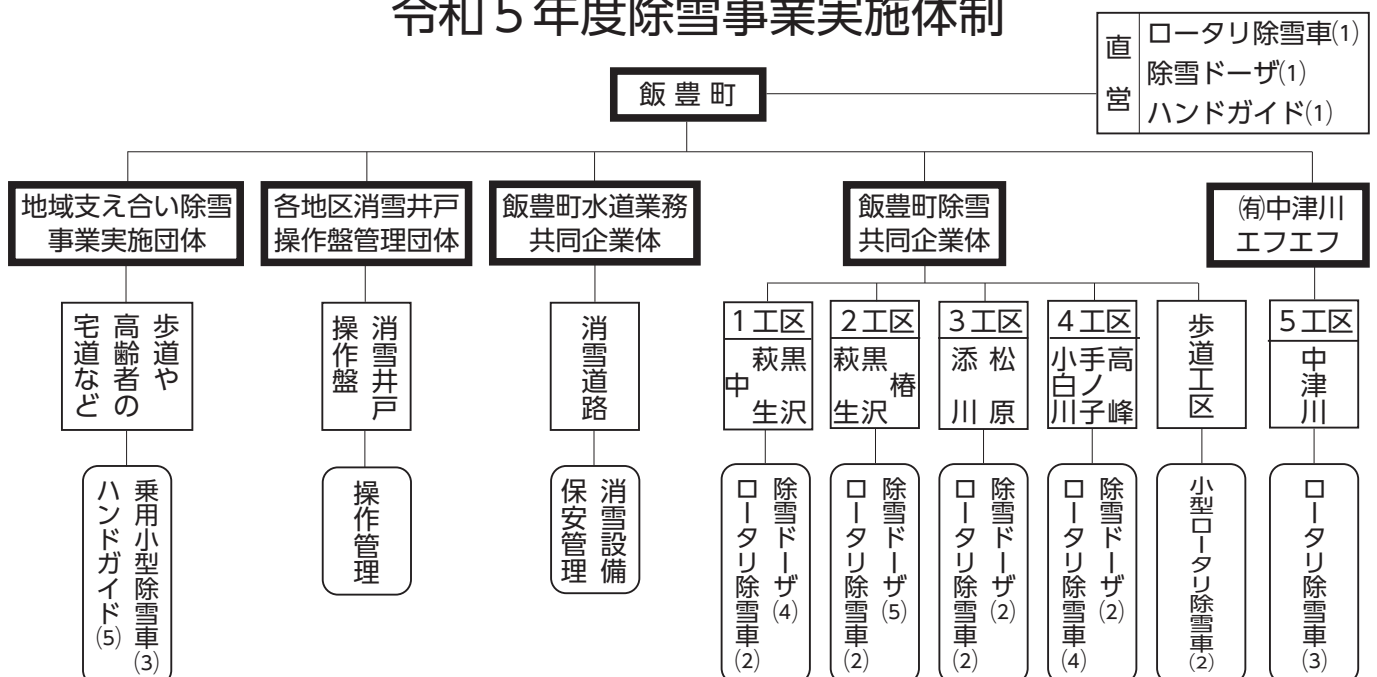 令和５年度除雪事業実施体制
飯豊町
直営
ロータリ除雪車(1)
除雪ドーザ(1)
ハンドガイド(1)
地域支え合い除雪
事業実施団体
各地区消雪井戸
操作盤管理団体
飯豊町水道業務
共同企業体
飯豊町除雪
共同企業体
㈲中津川
エフエフ
歩道や
高齢者の
宅道など
消雪井戸
操作盤
消雪道路
1工区
黒沢
萩生
中
2工区
椿
黒沢
萩生
3工区
松原
添川
4工区
高峰
手ノ子
小白川
歩道工区
5工区
中津川
乗用小型除雪車(3)
ハンドガイド(5)
操作管理
消雪設備
保安管理
除雪ドーザ(4)
ロータリ除雪車(2)
除雪ドーザ(5)
ロータリ除雪車(2)
除雪ドーザ(2)
ロータリ除雪車(2)
除雪ドーザ(2)
ロータリ除雪車(4)
小型ロータリ除雪車(2)
ロータリ除雪車(3)